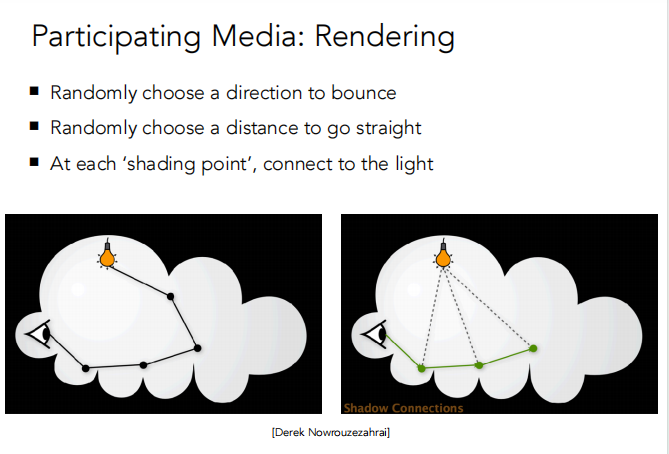 Participating Media: Rendering
▪ Randomly choose a direction to bounce
▪ Randomly choose a distance to go straight
▪ At each ‘shading point’, connect to the light
Shadow Connections
[Derek Nowrouzezahrai]